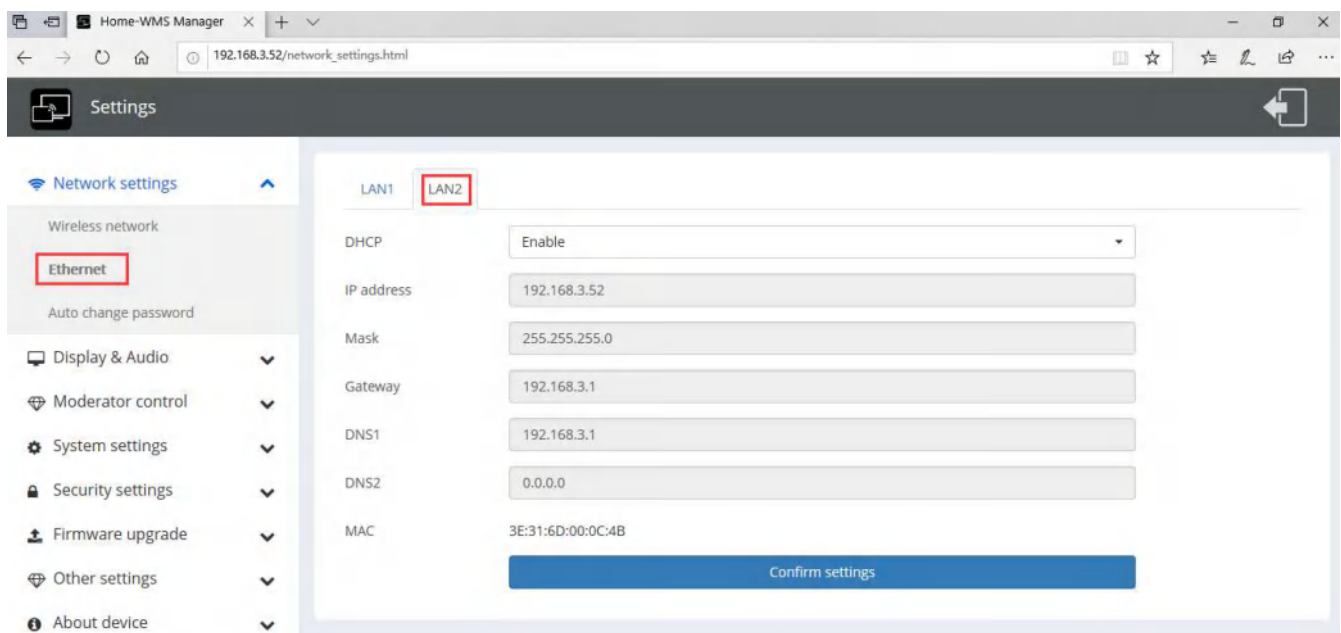 Home-WMS Manager
192.168.3.52/network_settings.html
Settings
Network settings
Wireless network
Ethernet
Auto change password
Display & Audio
Moderator control
System settings
Security settings
Firmware upgrade
Other settings
About device
LAN1 LAN2
DHCP Enable
IP address 192.168.3.52
Mask 255.255.255.0
Gateway 192.168.3.1
DNS1 192.168.3.1
DNS2 0.0.0.0
MAC 3E:31:6D:00:0C:4B
Confirm settings